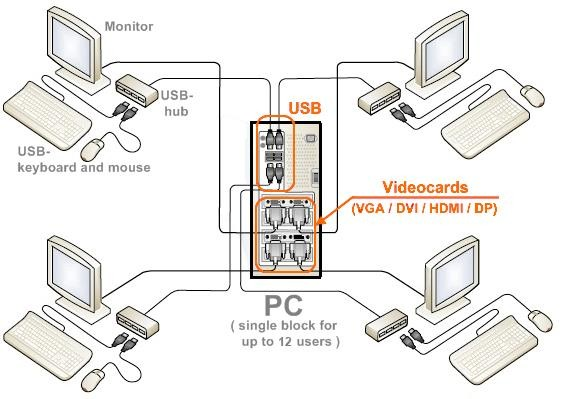 Monitor
USB-
hub
USB
USB-
keyboard and mouse
Videocards
(VGA / DVI / HDMI / DP)
PC
( single block for
up to 12 users )